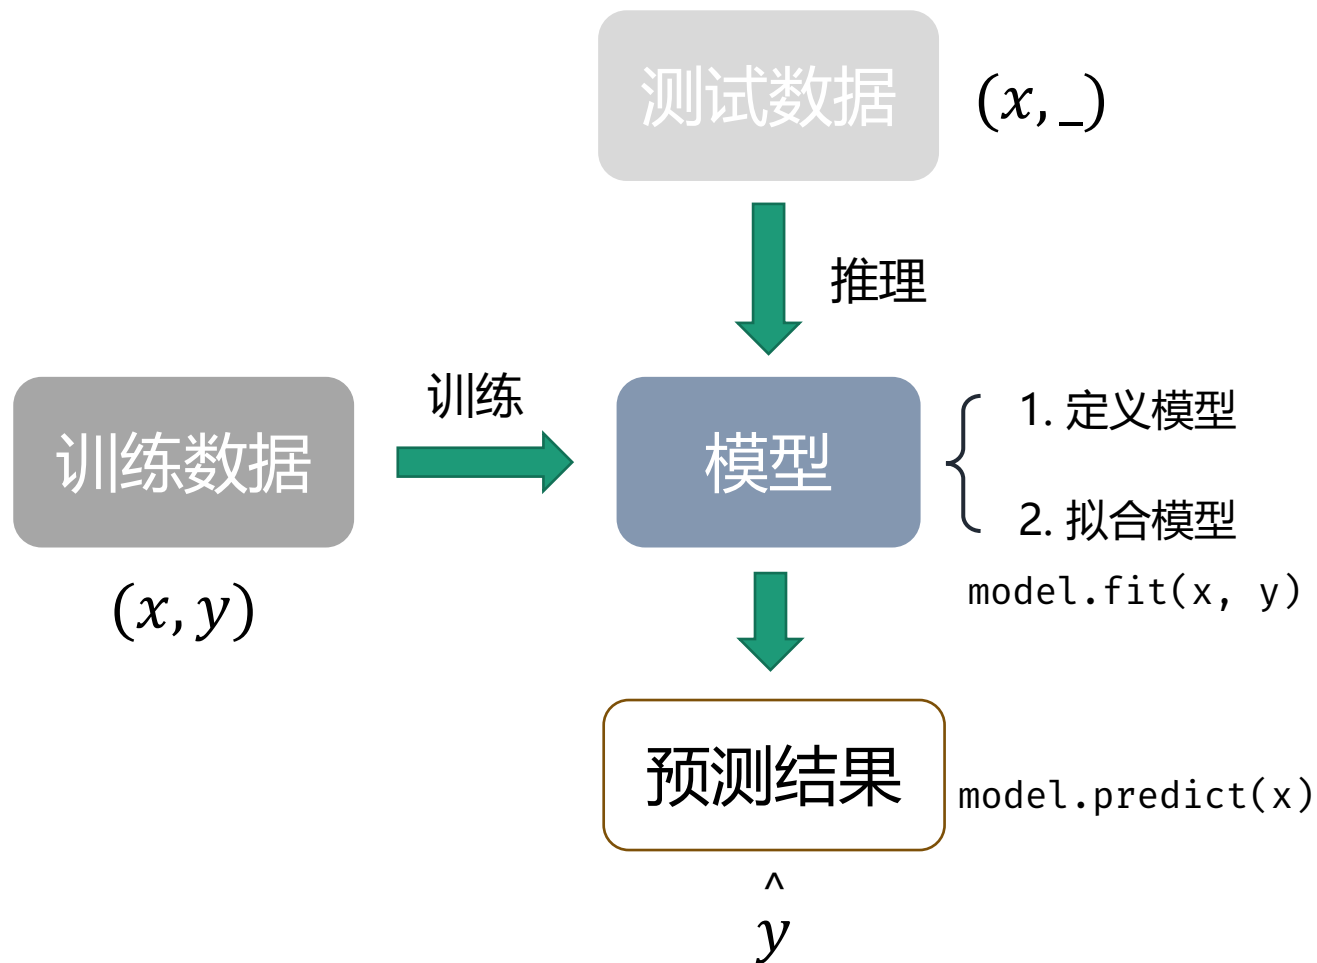 测试数据
(x, _)
推理
训练
训练数据
模型
1. 定义模型
2. 拟合模型
(x, y)
model.fit(x, y)
预测结果
model.predict(x)
^
y